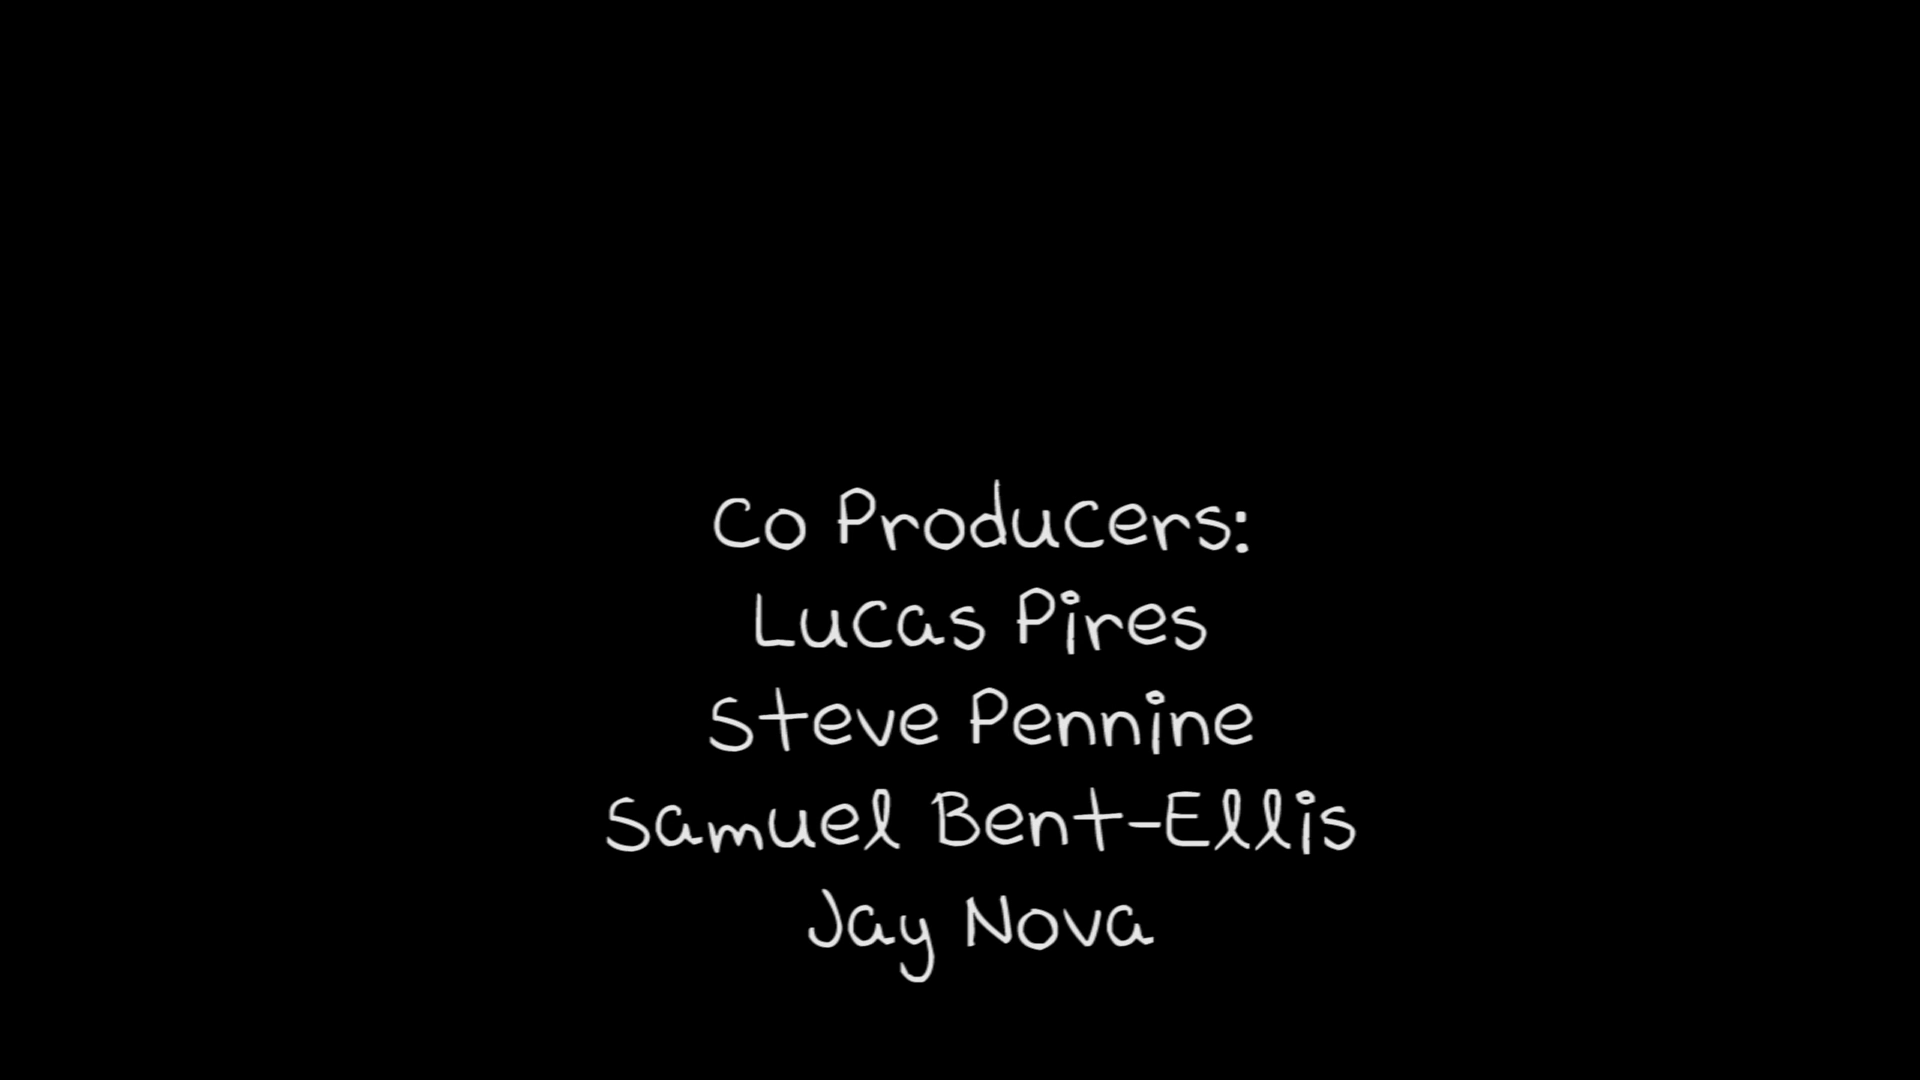 Co Producers:
Lucas Pires
Steve Pennine
Samuel Bent-Ellis
Jay Nova